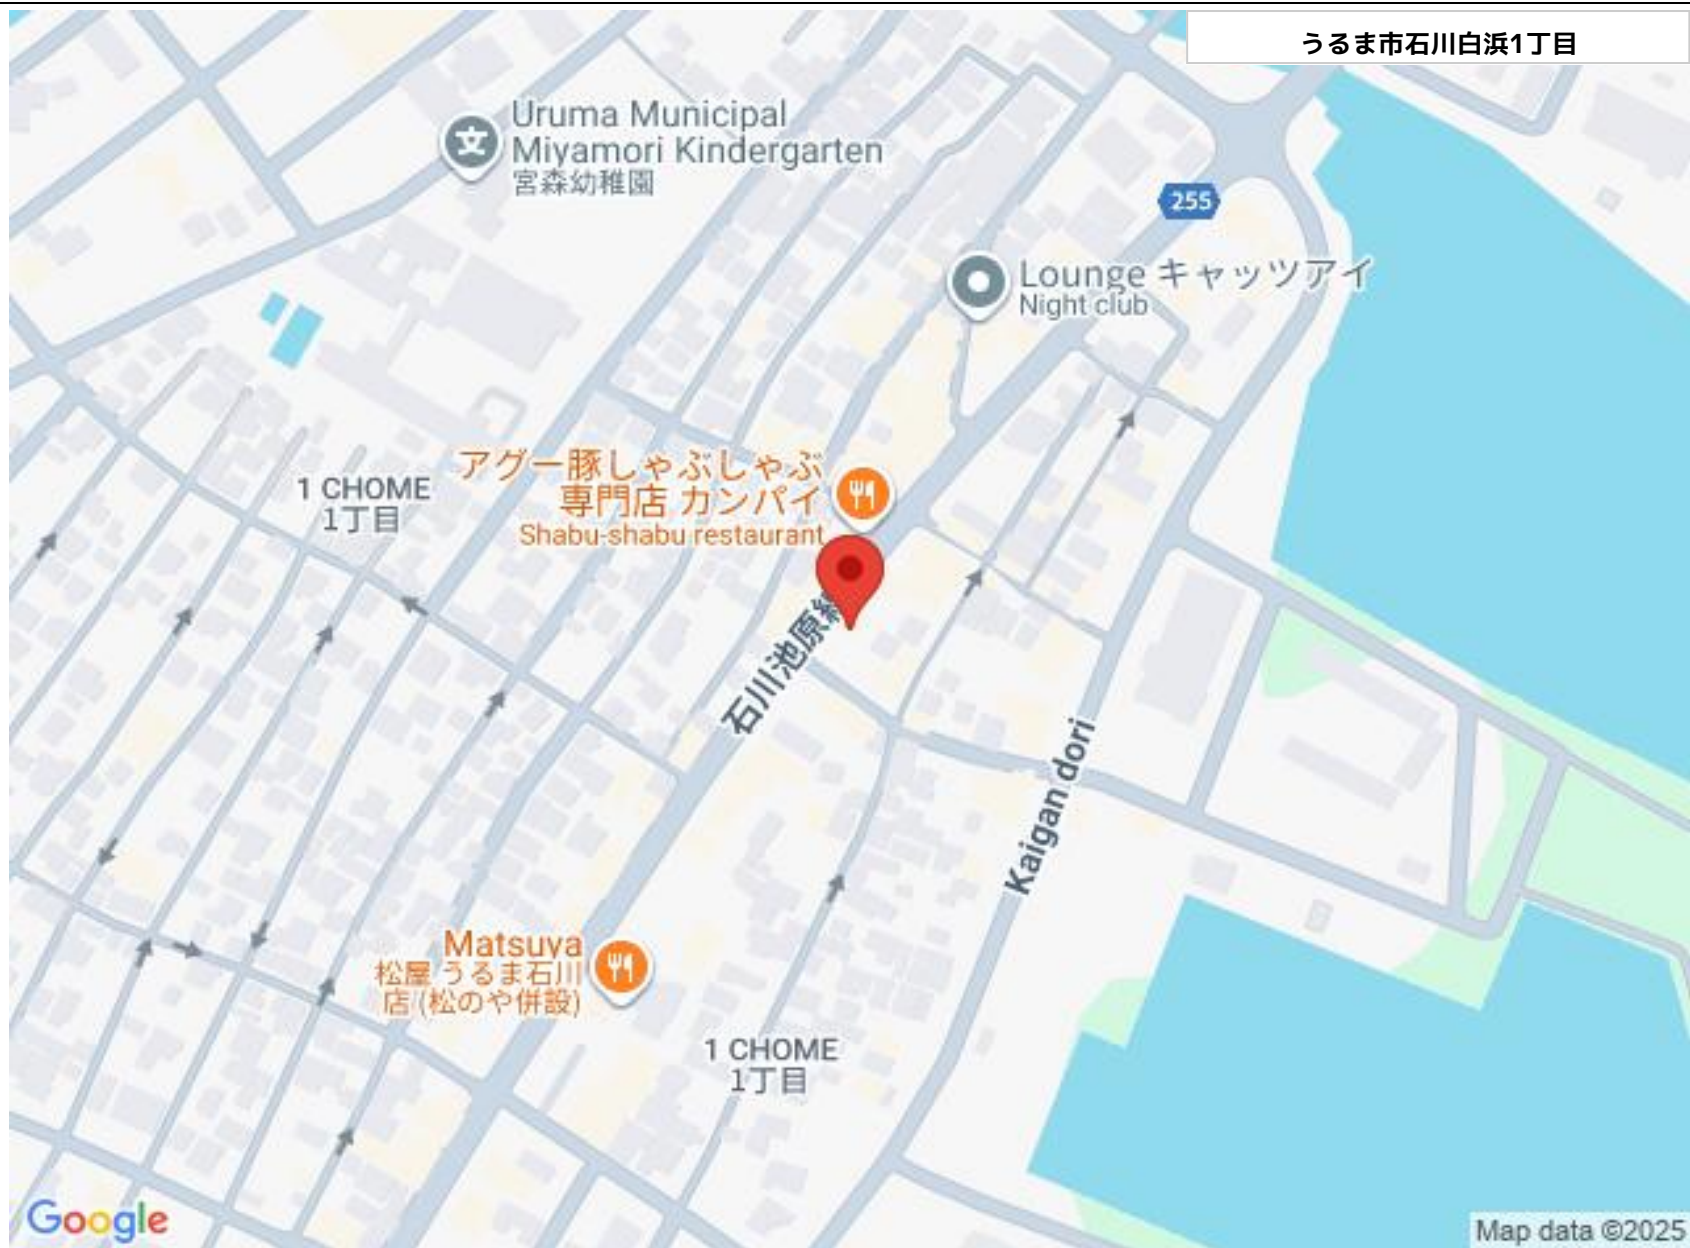 うるま市石川白浜1丁目
Uruma Municipal
Miyamori Kindergarten
宮森幼稚園
255
Lounge キャッツアイ
Night club
アグー豚しゃぶしゃぶ
専門店 カンパイ
Shabu-shabu restaurant
1 CHOME
1丁目
石川池原線
Kaigan dori
Matsuya
松屋 うるま石川
店 (松のや併設)
1 CHOME
1丁目
Google
Map data ©2025